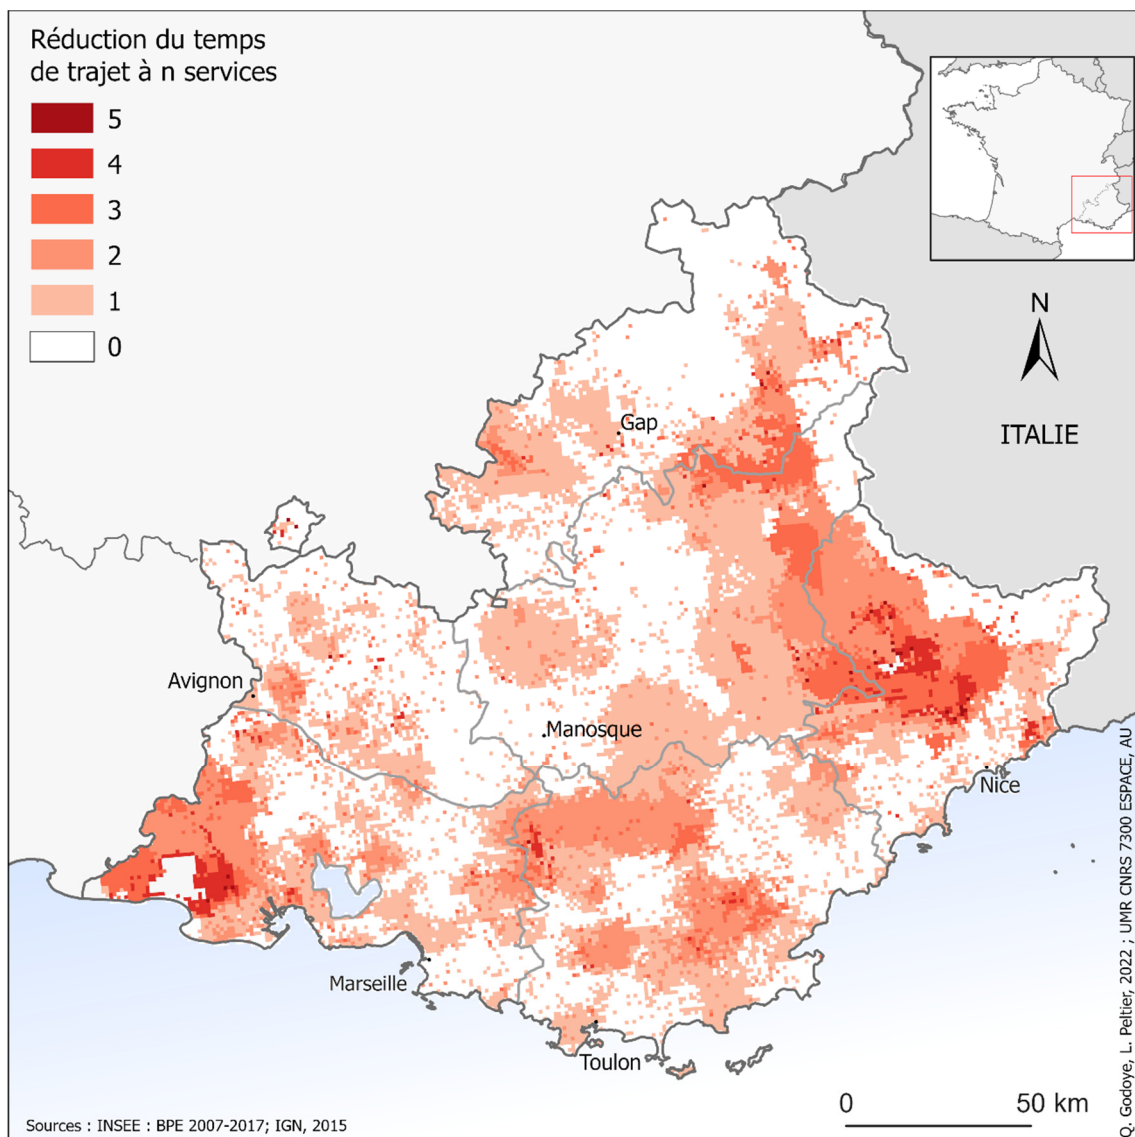 Réduction du temps
de trajet à n services
5
4
3
2
1
0
N
ITALIE
Gap
Avignon
Manosque
Nice
Marseille
Toulon
0 50 km
Sources : INSEE : BPE 2007-2017; IGN, 2015
Q. Godoye, L. Peltier, 2022 ; UMR CNRS 7300 ESPACE, AU